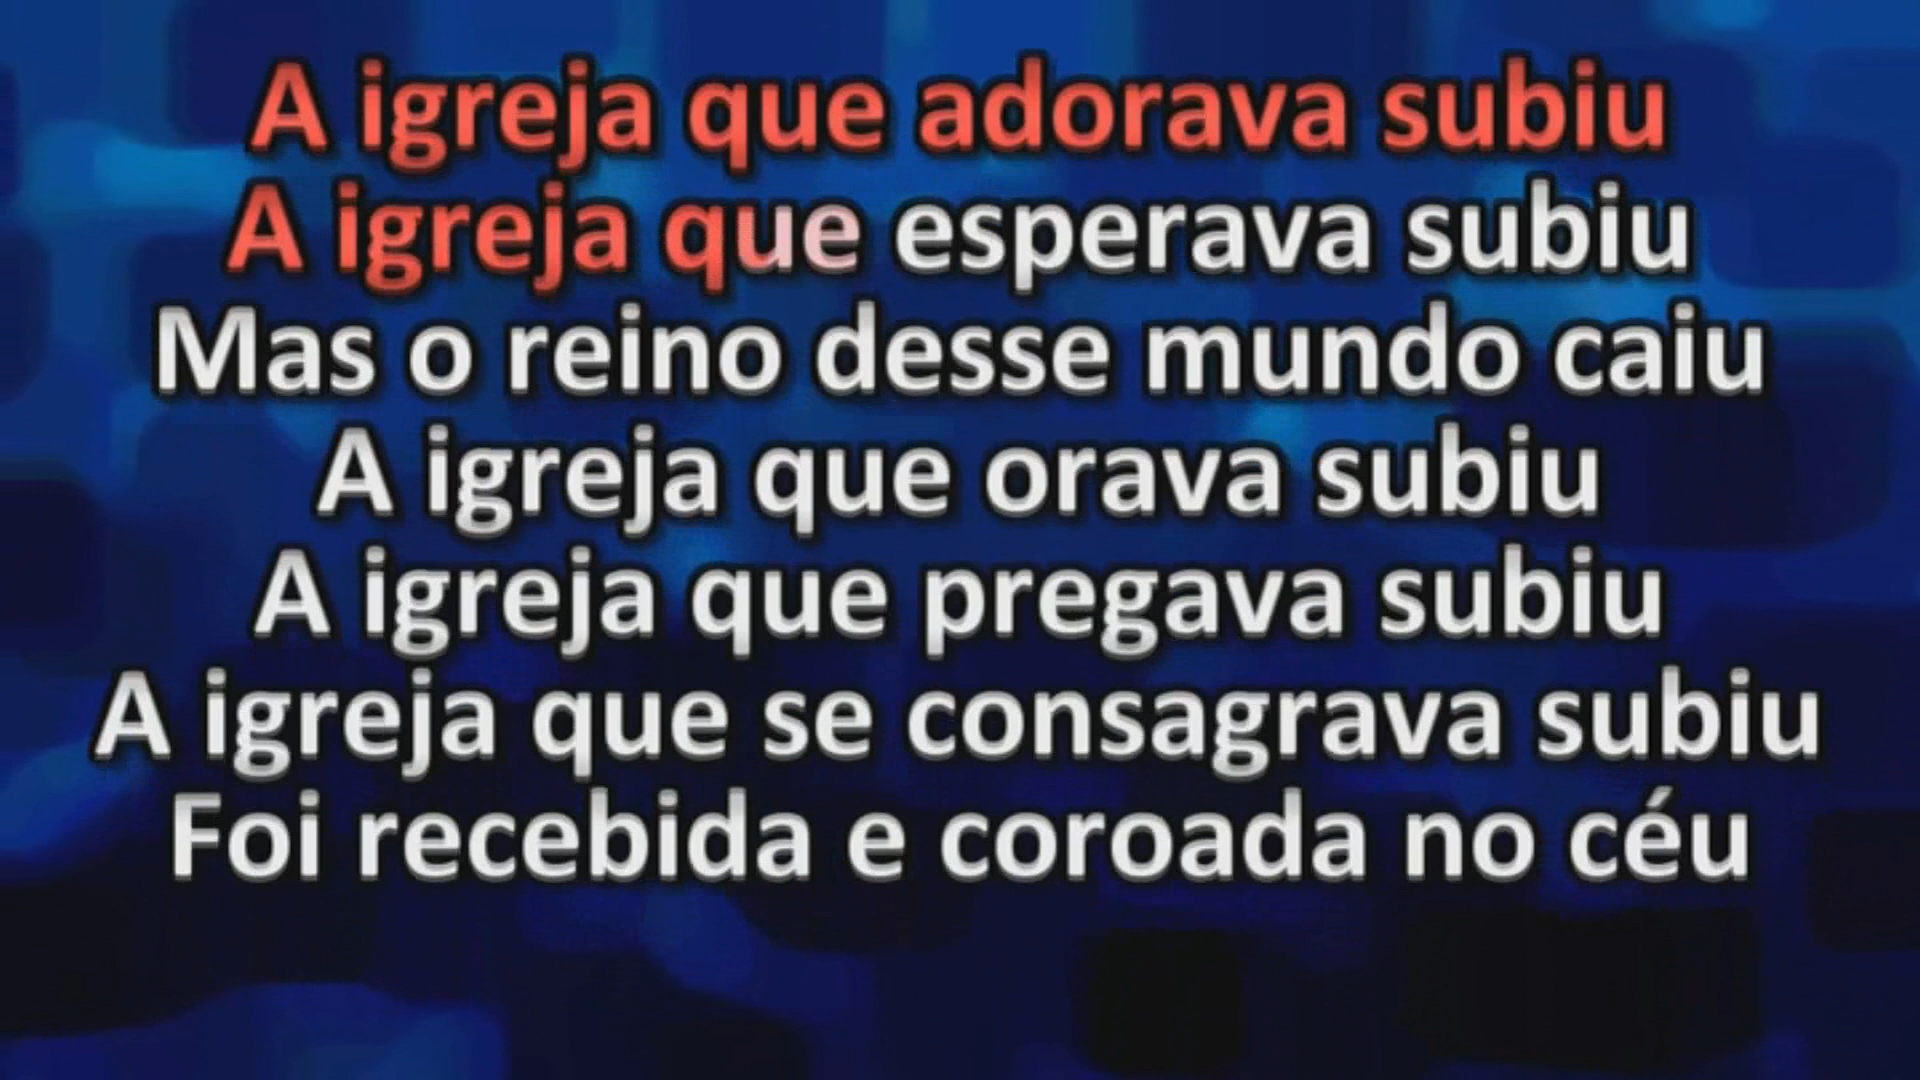 A igreja que adorava subiu
A igreja que esperava subiu
Mas o reino desse mundo caiu
A igreja que orava subiu
A igreja que pregava subiu
A igreja que se consagrava subiu
Foi recebida e coroada no céu